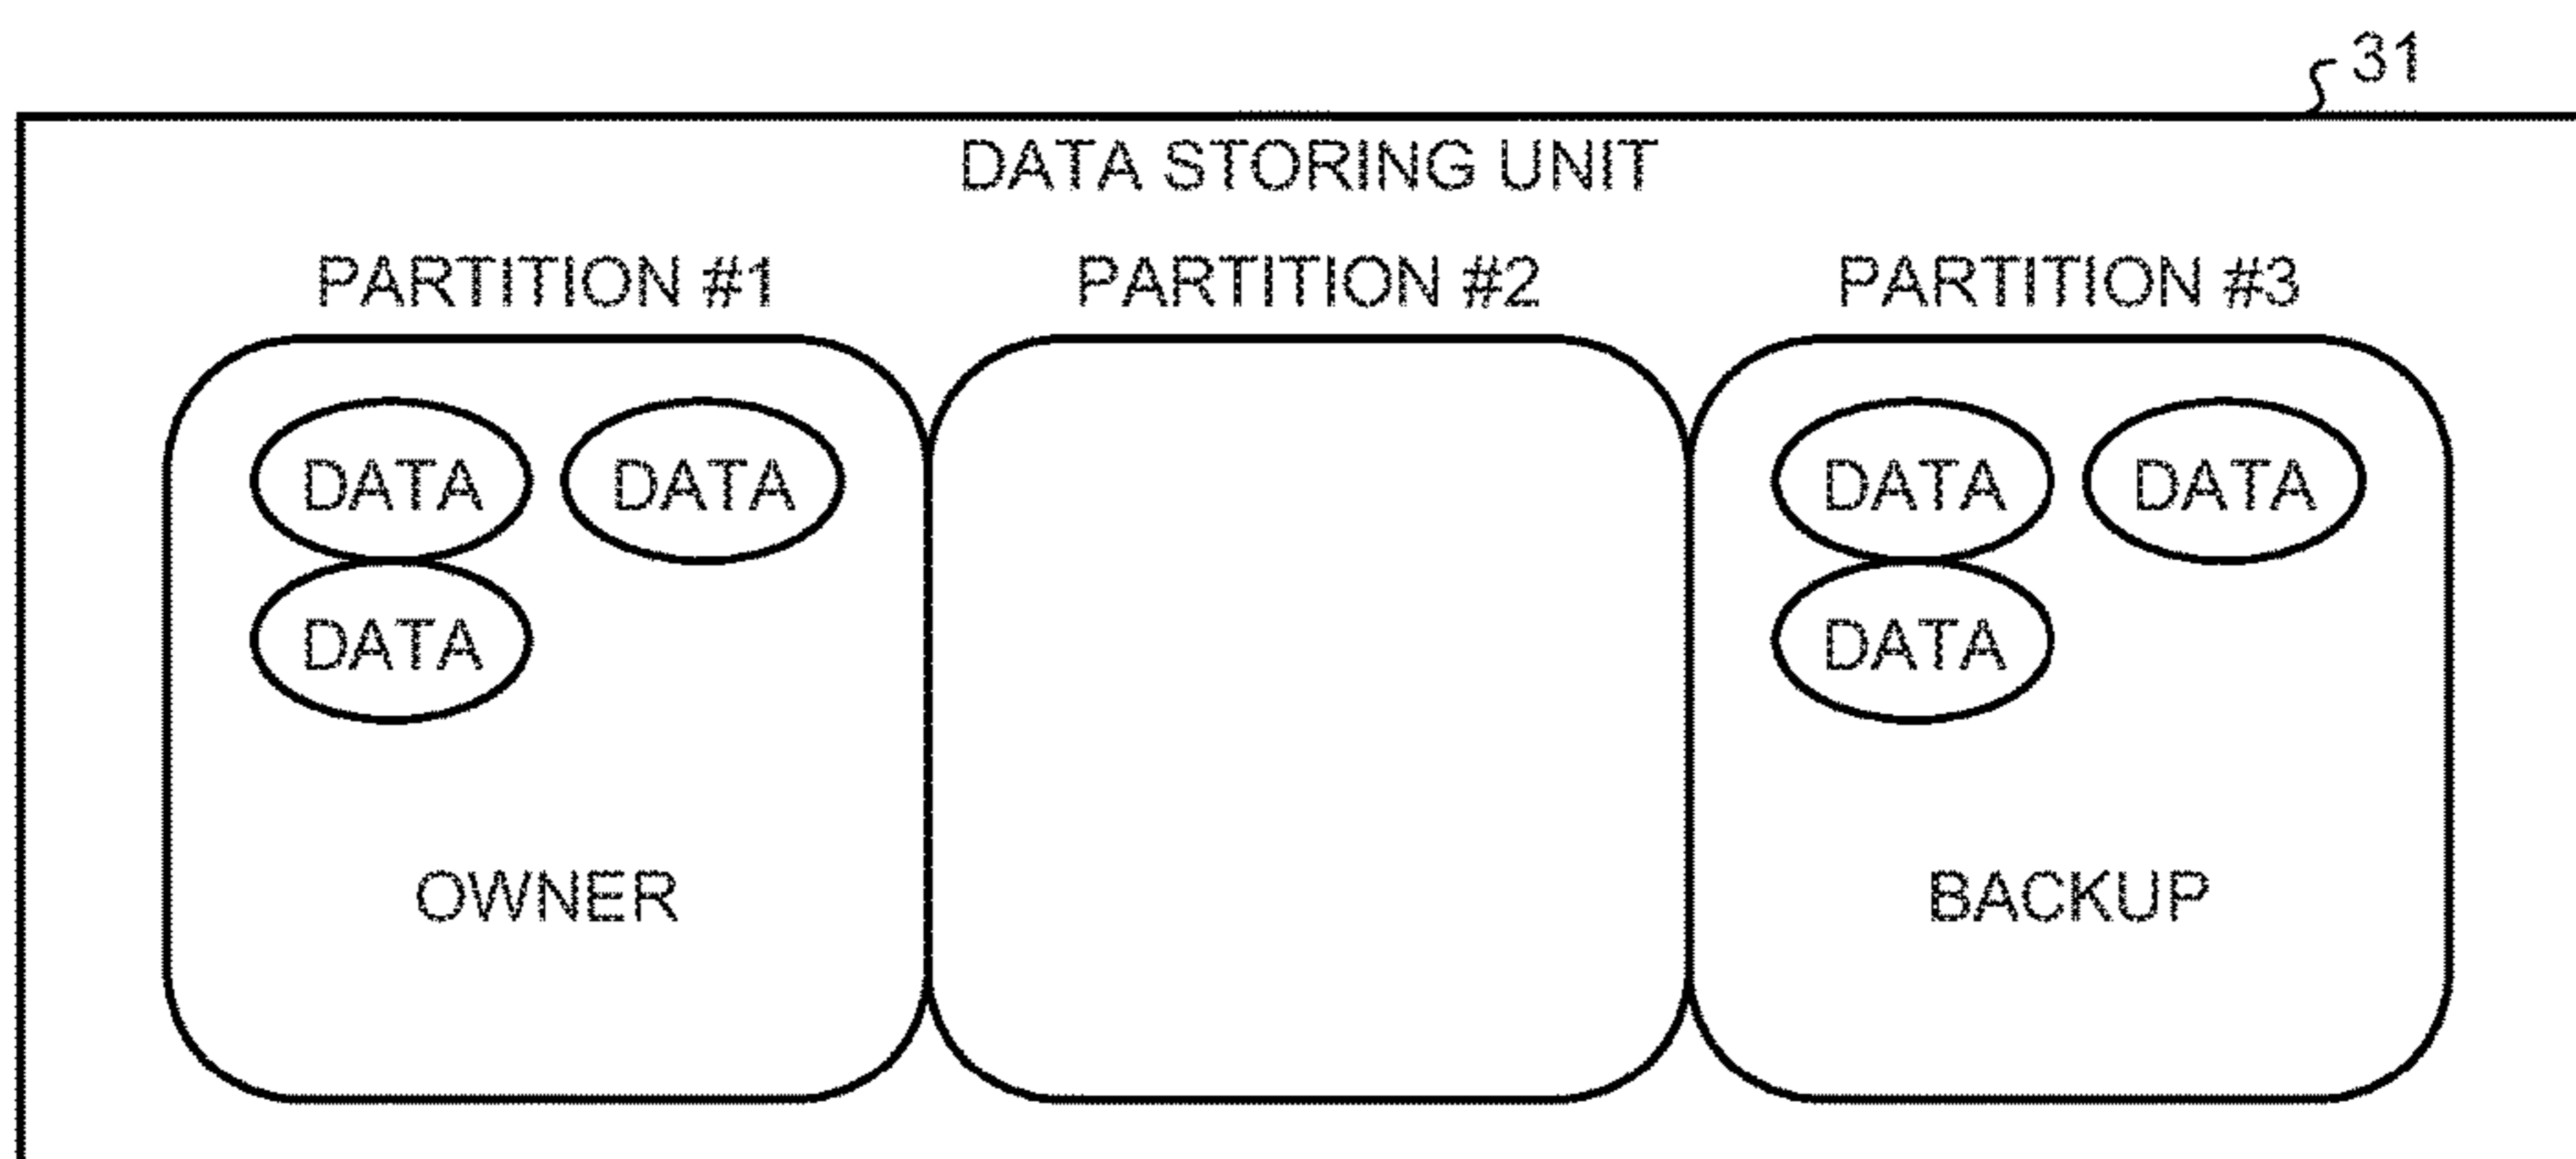 31
DATA STORING UNIT
PARTITION #1 PARTITION #2 PARTITION #3
DATA DATA DATA DATA
DATA DATA
OWNER BACKUP